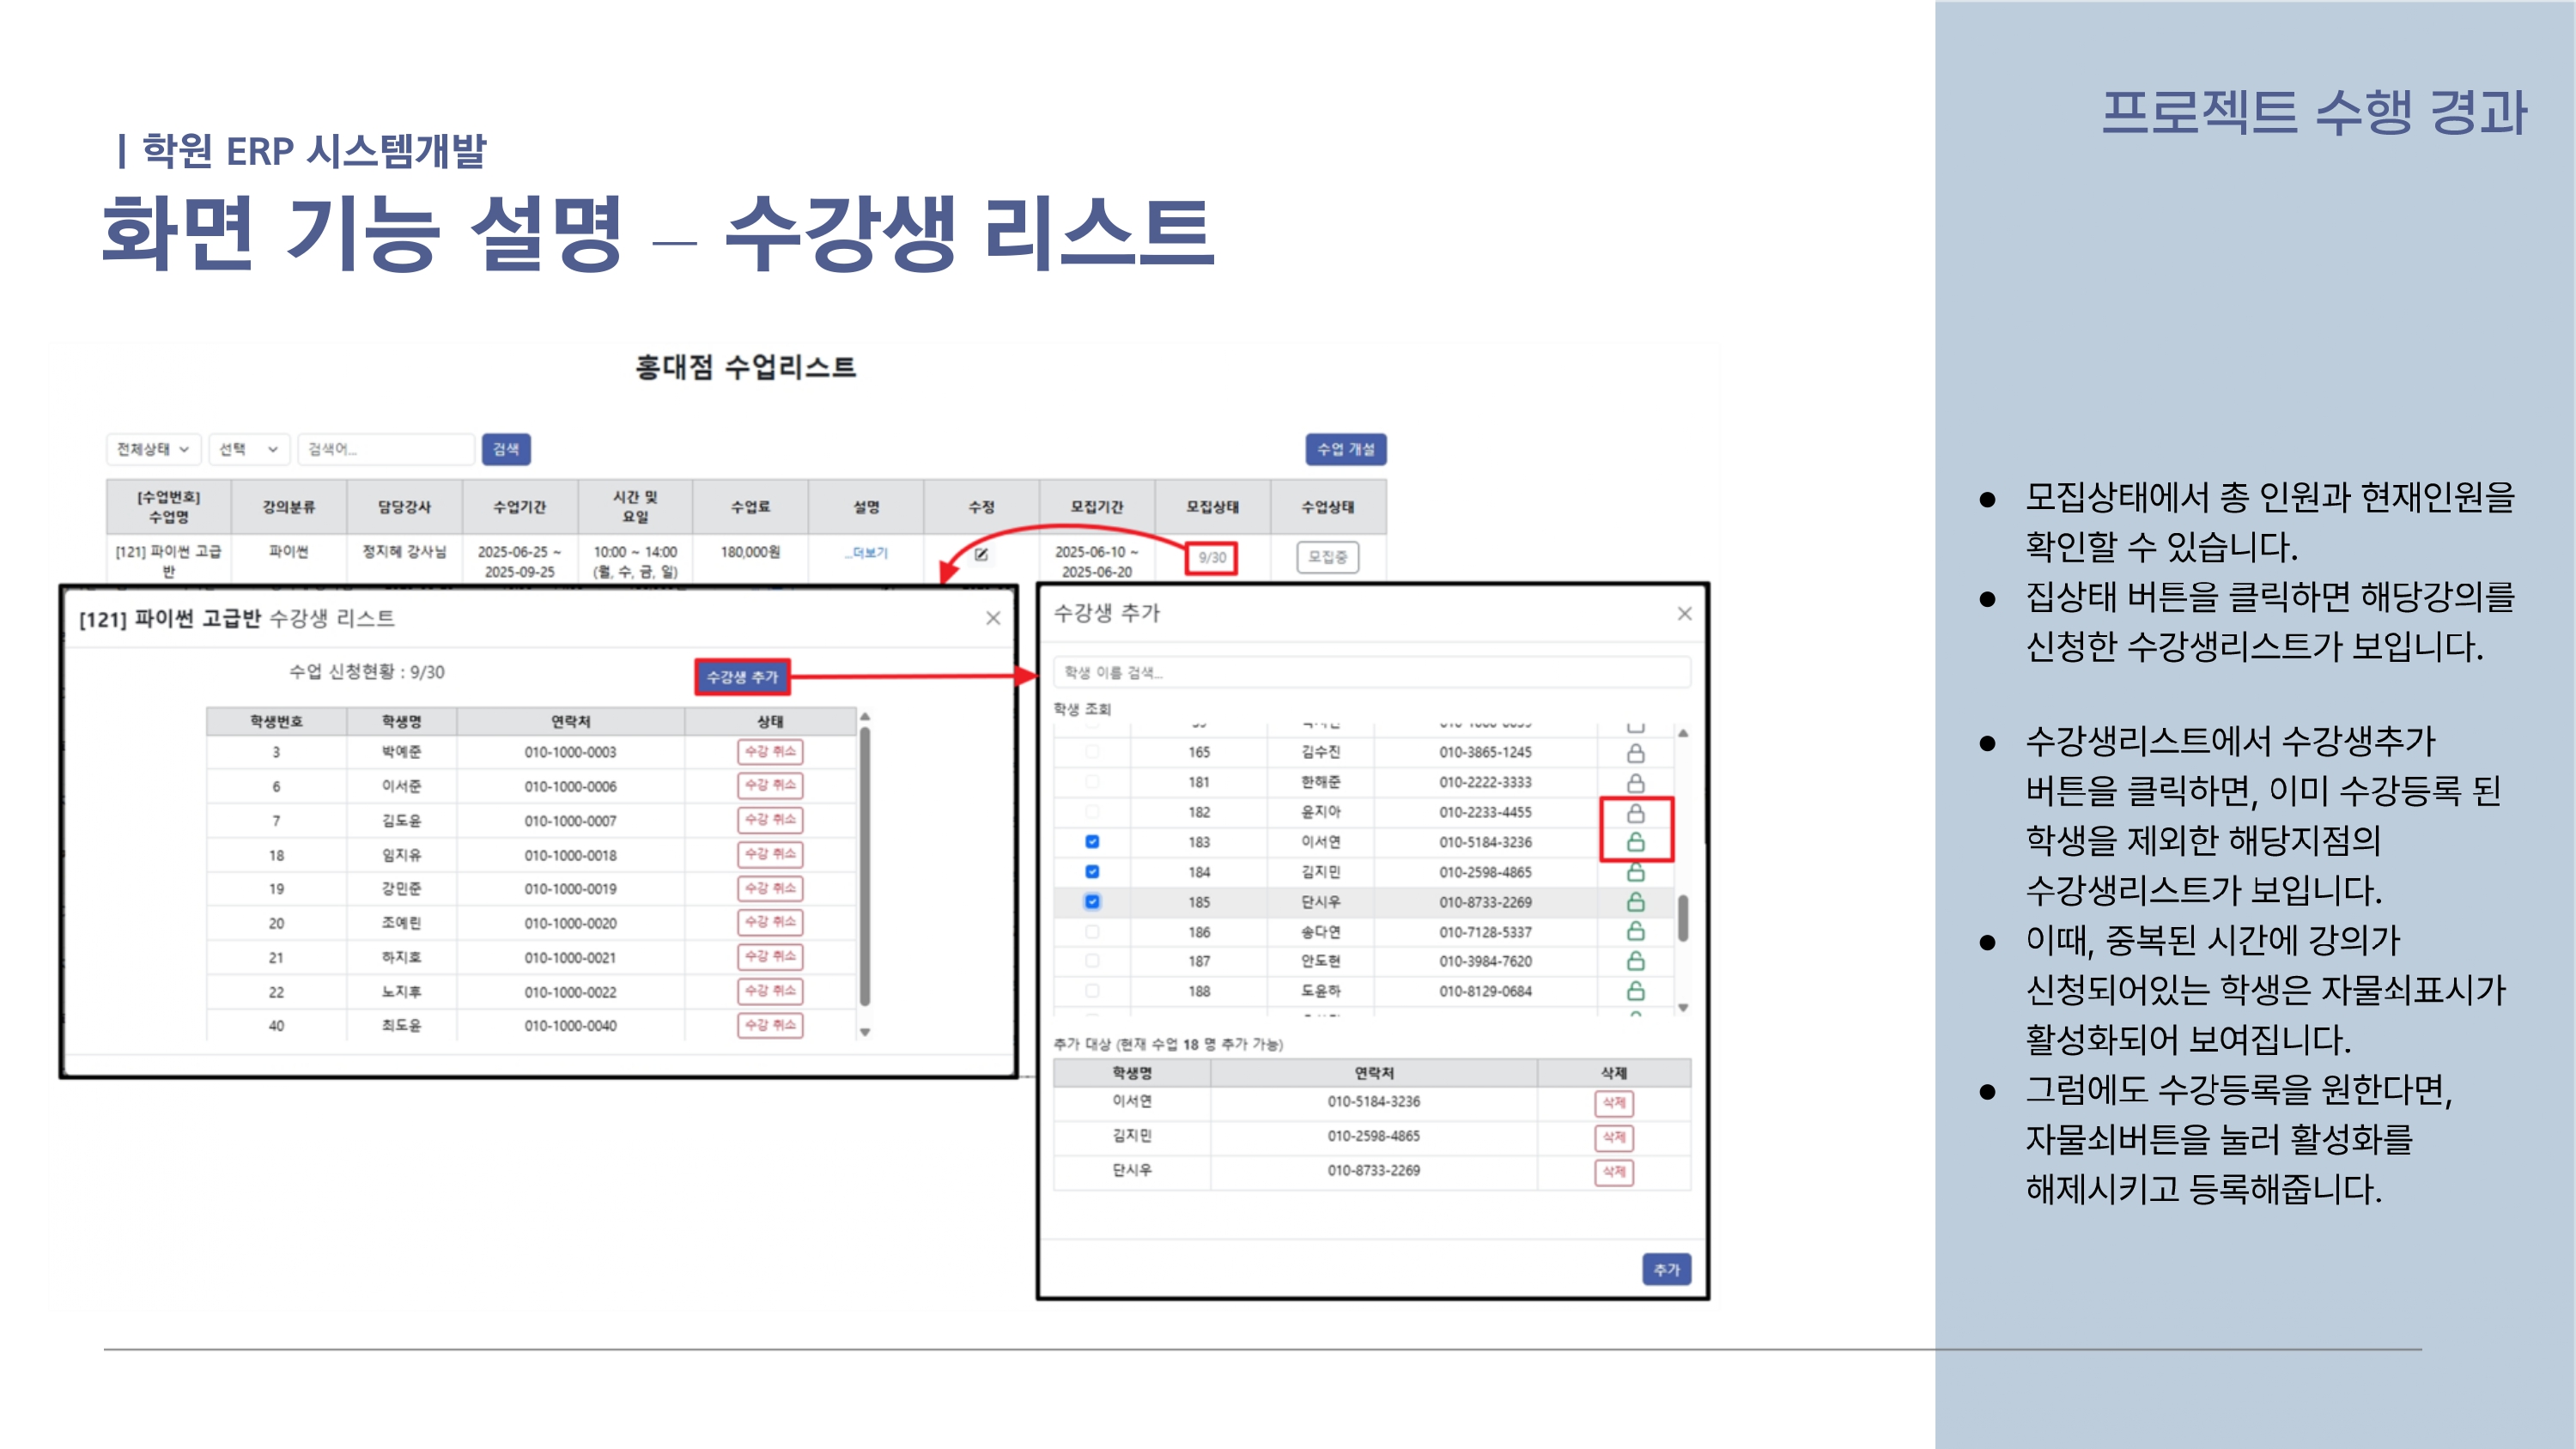 | 학원 ERP 시스템개발
화면 기능 설명 – 수강생 리스트
프로젝트 수행 경과
홍대점 수업리스트
전체상태 선택 검색어... 검색 수업 개설
[수업번호] 수업명 강의분류 담당강사 수업기간 시간 및 요일 수업료 설명 수정 모집기간 모집상태 수업상태
[121] 파이썬 고급반 파이썬 정지혜 강사님 2025-06-25 ~ 2025-09-25 10:00 ~ 14:00 (월, 수, 금, 일) 180,000원 ...더보기 2025-06-10 ~ 2025-06-20 9/30 모집중
[121] 파이썬 고급반 수강생 리스트
수업 신청현황 : 9/30 수강생 추가
학생번호 학생명 연락처 상태
3 박예준 010-1000-0003 수강 취소
6 이서준 010-1000-0006 수강 취소
7 김도윤 010-1000-0007 수강 취소
18 임지유 010-1000-0018 수강 취소
19 강민준 010-1000-0019 수강 취소
20 조예린 010-1000-0020 수강 취소
21 하지호 010-1000-0021 수강 취소
22 노지후 010-1000-0022 수강 취소
40 최도윤 010-1000-0040 수강 취소
수강생 추가
학생 이름 검색...
학생 조회
165 김수진 010-3865-1245
181 한해준 010-2222-3333
182 윤지아 010-2233-4455
183 이서연 010-5184-3236
184 김지민 010-2598-4865
185 단시우 010-8733-2269
186 송다연 010-7128-5337
187 안도현 010-3984-7620
188 도윤하 010-8129-0684
추가 대상 (현재 수업 18 명 추가 가능)
학생명 연락처 삭제
이서연 010-5184-3236 삭제
김지민 010-2598-4865 삭제
단시우 010-8733-2269 삭제
추가
● 모집상태에서 총 인원과 현재인원을
확인할 수 있습니다.
● 집상태 버튼을 클릭하면 해당강의를
신청한 수강생리스트가 보입니다.
● 수강생리스트에서 수강생추가
버튼을 클릭하면, 이미 수강등록 된
학생을 제외한 해당지점의
수강생리스트가 보입니다.
● 이때, 중복된 시간에 강의가
신청되어있는 학생은 자물쇠표시가
활성화되어 보여집니다.
● 그럼에도 수강등록을 원한다면,
자물쇠버튼을 눌러 활성화를
해제시키고 등록해줍니다.